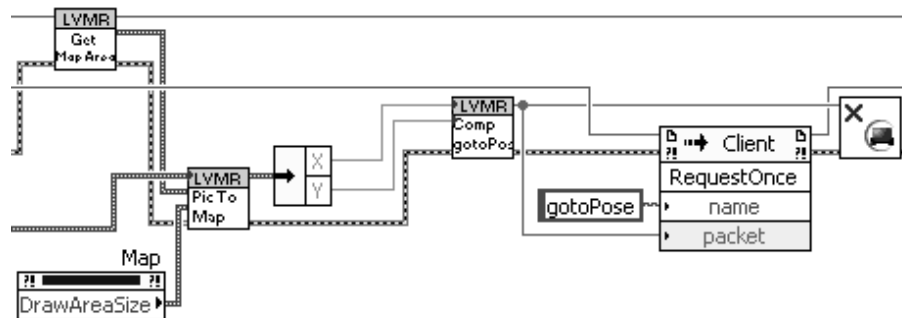 LVMR
Get
Map Area
LVMR
Comp
gotoPos
Client
RequestOnce
gotoPose
name
packet
X
Y
LVMR
Pic To
Map
Map
DrawAreaSize